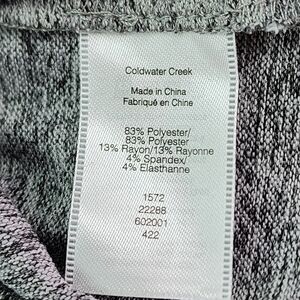 Coldwater Creek
Made in China
Fabriqué en Chine
83% Polyester/
83% Polyester
13% Rayon/13% Rayonne
4% Spandex/
4% Elasthanne
1572
22288
602001
422